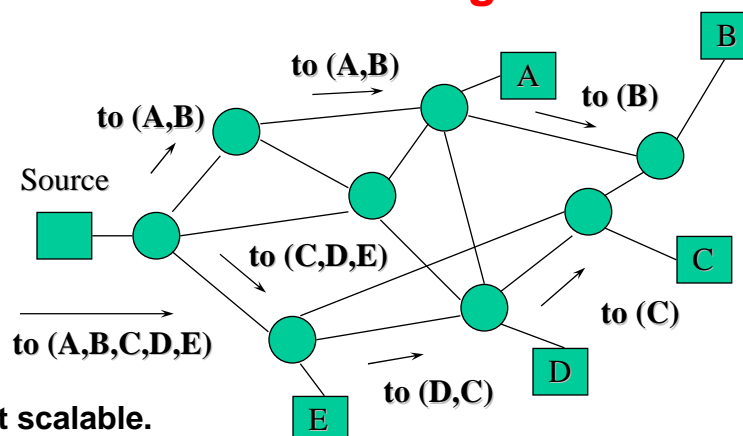 B
to (A,B)
A
to (B)
to (A,B)
Source
to (C,D,E)
C
to (C)
to (A,B,C,D,E)
D
to (D,C)
scalable.
E